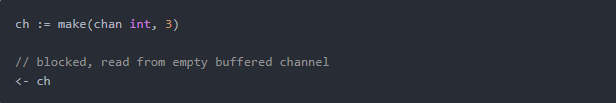 ch := make(chan int, 3)
// blocked, read from empty buffered channel
<- ch